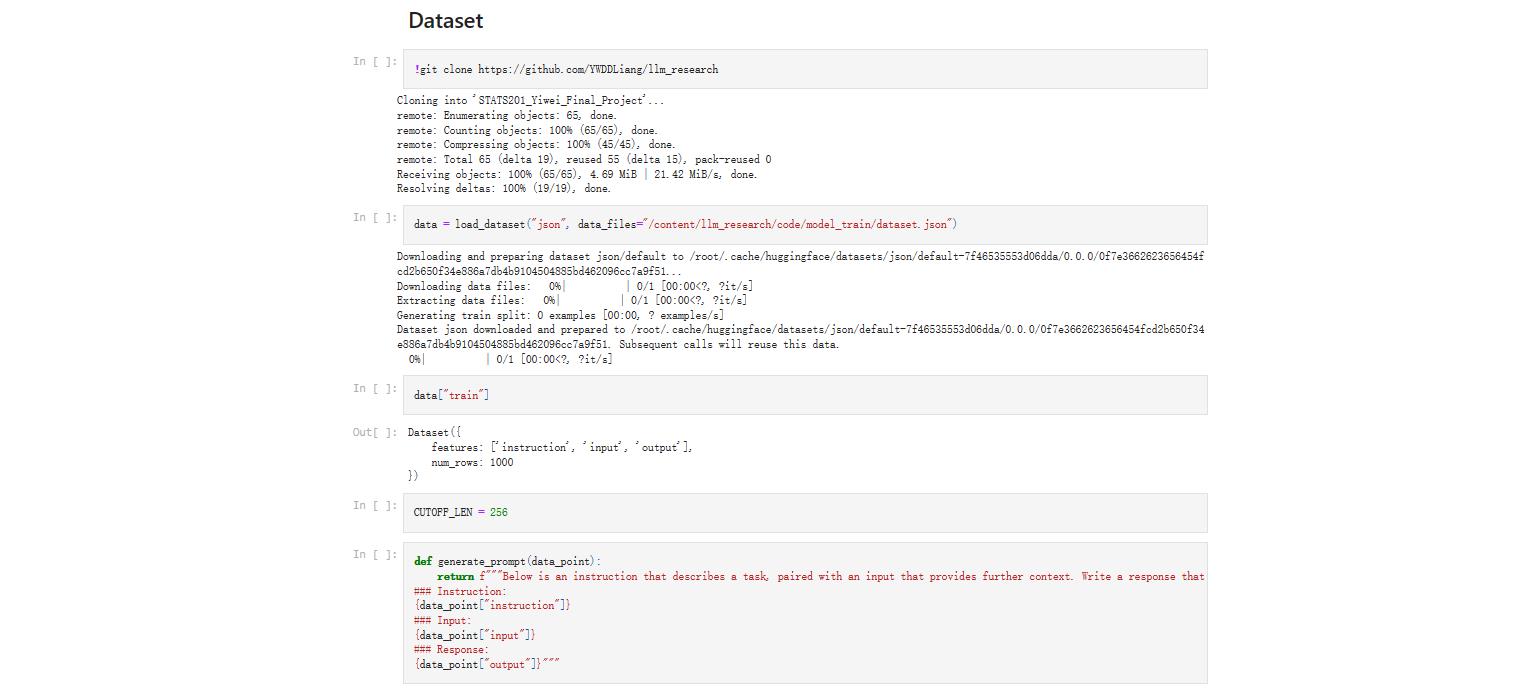 Dataset
In [ ]:
!git clone https://github.com/YWDDLiang/llm_research
Cloning into 'STATS201_Yiwei_Final_Project'...
remote: Enumerating objects: 65, done.
remote: Counting objects: 100% (65/65), done.
remote: Compressing objects: 100% (45/45), done.
remote: Total 65 (delta 19), reused 55 (delta 15), pack-reused 0
Receiving objects: 100% (65/65), 4.69 MiB | 21.42 MiB/s, done.
Resolving deltas: 100% (19/19), done.
In [ ]:
data = load_dataset("json", data_files="/content/llm_research/code/model_train/dataset.json")
Downloading and preparing dataset json/default to /root/.cache/huggingface/datasets/json/default-7f46535553d06dda/0.0.0/0f7e3662623656454f
cd2b650f34e886a7db4b9104504885bd462096cc7a9f51...
Downloading data files:   0%|          | 0/1 [00:00<?, ?it/s]
Extracting data files:   0%|          | 0/1 [00:00<?, ?it/s]
Generating train split: 0 examples [00:00, ? examples/s]
Dataset json downloaded and prepared to /root/.cache/huggingface/datasets/json/default-7f46535553d06dda/0.0.0/0f7e3662623656454fcd2b650f34
e886a7db4b9104504885bd462096cc7a9f51. Subsequent calls will reuse this data.
  0%|          | 0/1 [00:00<?, ?it/s]
In [ ]:
data["train"]
Out[ ]:
Dataset({
    features: ['instruction', 'input', 'output'],
    num_rows: 1000
})
In [ ]:
CUTOFF_LEN = 256
In [ ]:
def generate_prompt(data_point):
    return f"""Below is an instruction that describes a task, paired with an input that provides further context. Write a response that
### Instruction:
{data_point["instruction"]}
### Input:
{data_point["input"]}
### Response:
{data_point["output"]}"""